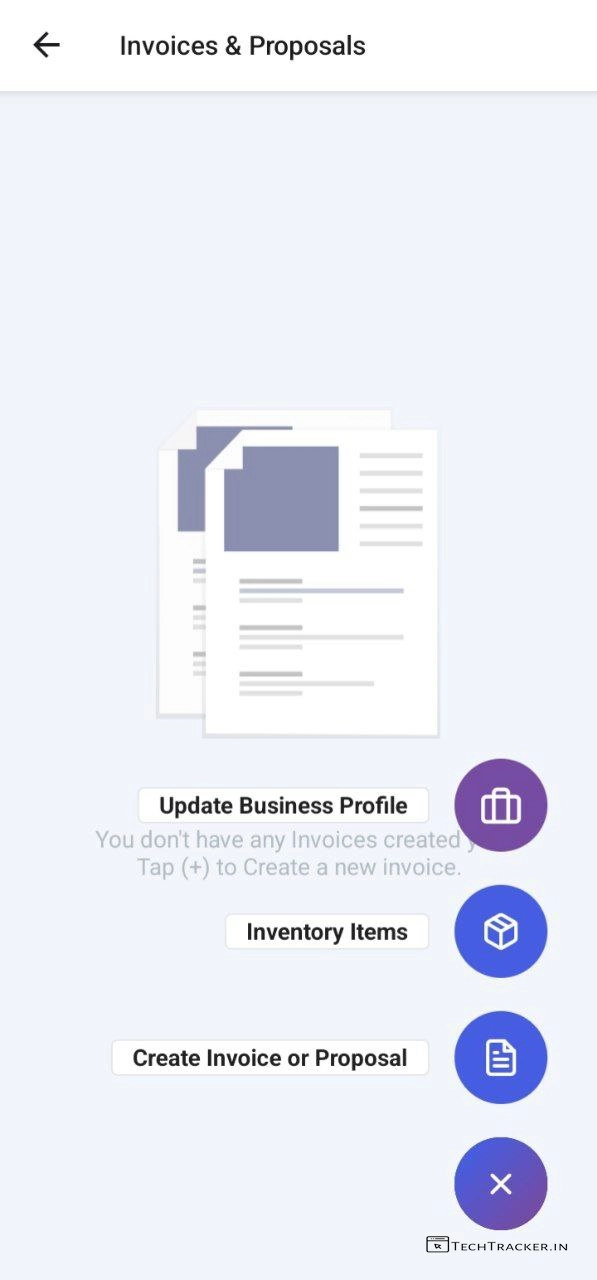 Invoices & Proposals
Update Business Profile
You don't have any Invoices created
Tap (+) to Create a new invoice.
Inventory Items
Create Invoice or Proposal
TECHTRACKER.IN